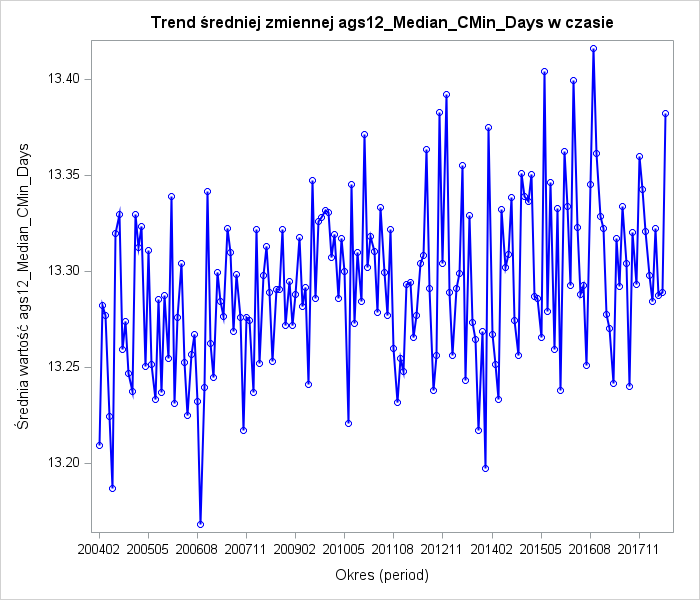 Trend średniej zmiennej ags12_Median_CMin_Days w czasie
Średnia wartość ags12_Median_CMin_Days
13.40
13.35
13.30
13.25
13.20
200402 200505 200608 200711 200902 201005 201108 201211 201402 201505 201608 201711
Okres (period)